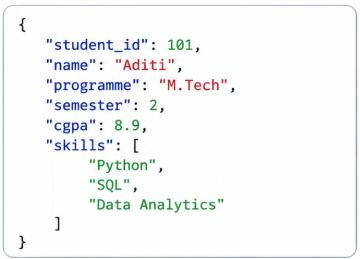 {
"student_id": 101,
"name": "Aditi",
"programme": "M.Tech",
"semester": 2,
"cgpa": 8.9,
"skills": [
"Python",
"SQL",
"Data Analytics"
]
}